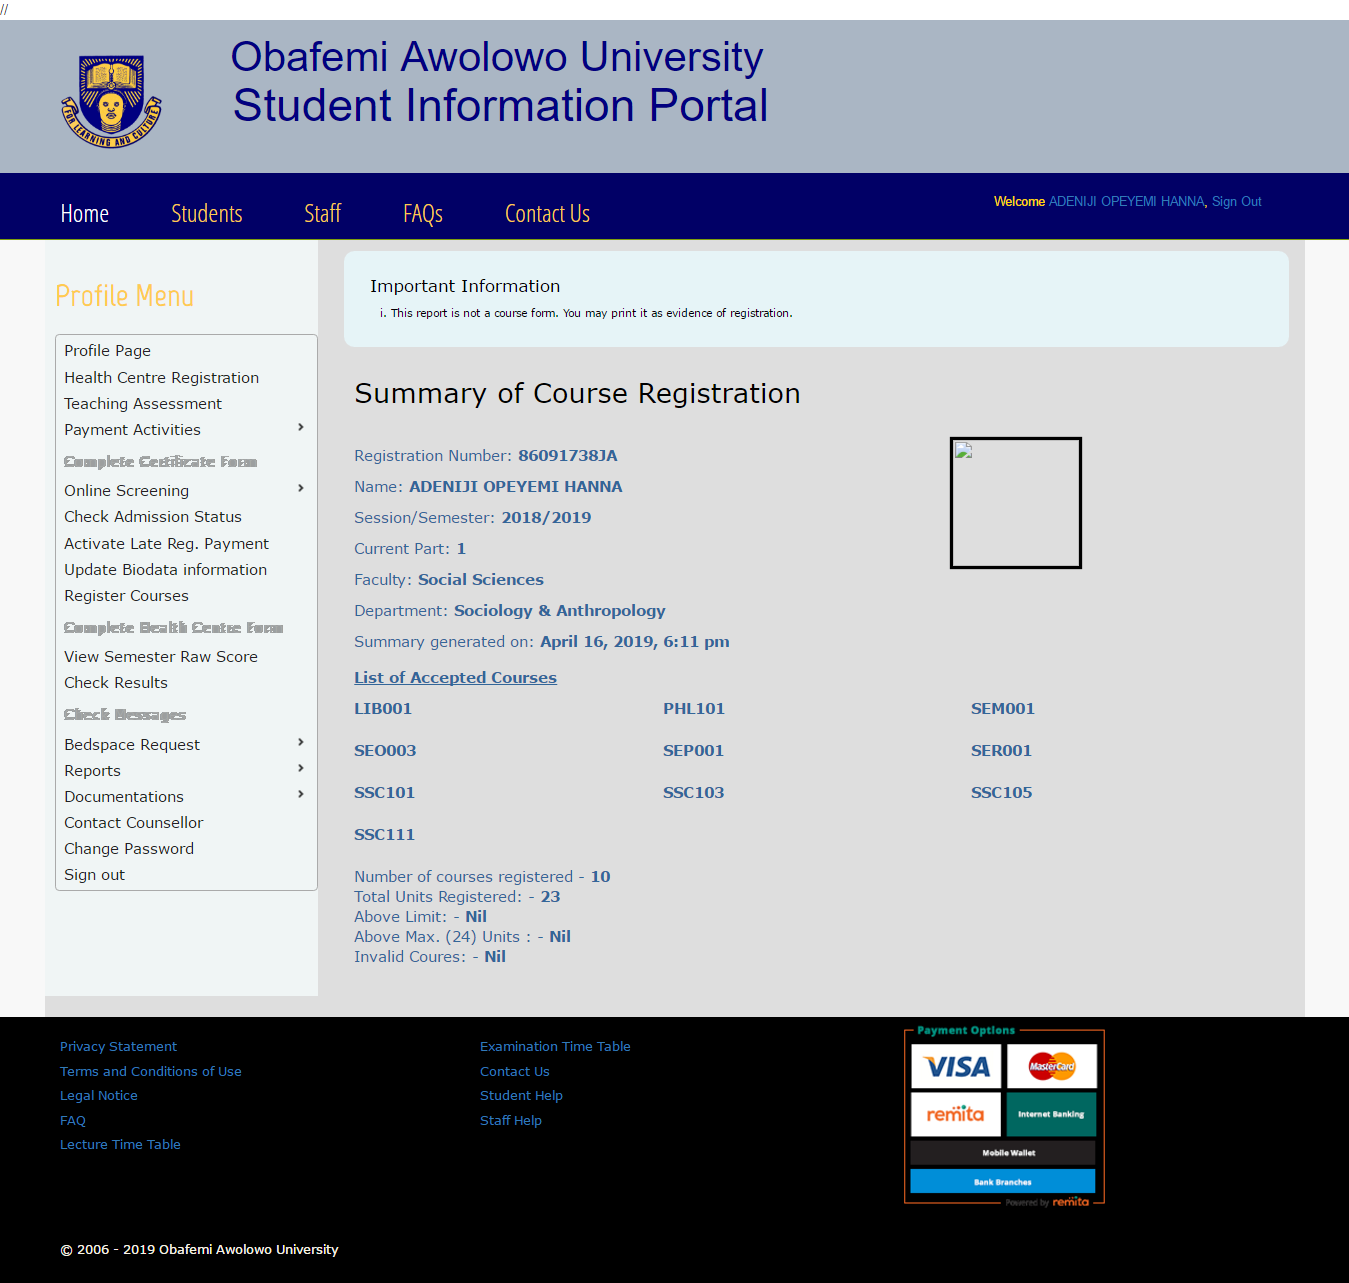 //
Obafemi Awolowo University
Student Information Portal
FOR LEARNING AND CULTURE
Home Students Staff FAQs Contact Us
Welcome ADENIJI OPEYEMI HANNA, Sign Out
Profile Menu
Profile Page
Health Centre Registration
Teaching Assessment
Payment Activities
Complete Certificate Form
Online Screening
Check Admission Status
Activate Late Reg. Payment
Update Biodata information
Register Courses
Complete Health Centre Form
View Semester Raw Score
Check Results
Check Messages
Bedspace Request
Reports
Documentations
Contact Counsellor
Change Password
Sign out
Important Information
i. This report is not a course form. You may print it as evidence of registration.
Summary of Course Registration
Registration Number: 86091738JA
Name: ADENIJI OPEYEMI HANNA
Session/Semester: 2018/2019
Current Part: 1
Faculty: Social Sciences
Department: Sociology & Anthropology
Summary generated on: April 16, 2019, 6:11 pm
List of Accepted Courses
LIB001 PHL101 SEM001
SEO003 SEP001 SER001
SSC101 SSC103 SSC105
SSC111
Number of courses registered - 10
Total Units Registered: - 23
Above Limit: - Nil
Above Max. (24) Units : - Nil
Invalid Coures: - Nil
Privacy Statement
Terms and Conditions of Use
Legal Notice
FAQ
Lecture Time Table
Examination Time Table
Contact Us
Student Help
Staff Help
Payment Options
VISA MasterCard
remita Internet Banking
Mobile Wallet
Bank Branches
Powered by remita
© 2006 - 2019 Obafemi Awolowo University